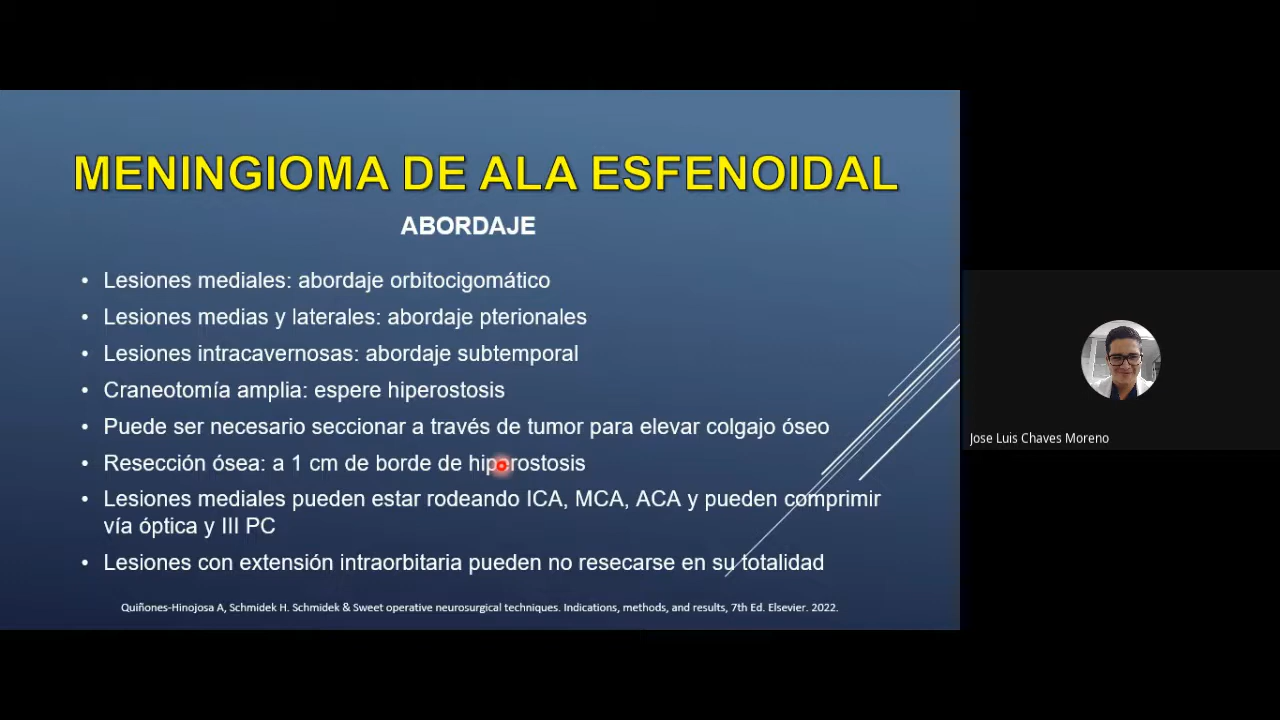 MENINGIOMA DE ALA ESFENOIDAL
ABORDAJE
• Lesiones mediales: abordaje orbitocigomático
• Lesiones medias y laterales: abordaje pterionales
• Lesiones intracavernosas: abordaje subtemporal
• Craneotomía amplia: espere hiperostosis
• Puede ser necesario seccionar a través de tumor para elevar colgajo óseo
• Resección ósea: a 1 cm de borde de hiperostosis
• Lesiones mediales pueden estar rodeando ICA, MCA, ACA y pueden comprimir
vía óptica y III PC
• Lesiones con extensión intraorbitaria pueden no resecarse en su totalidad
Quiñones-Hinojosa A, Schmidek H. Schmidek & Sweet operative neurosurgical techniques. Indications, methods, and results, 7th Ed. Elsevier. 2022.
Jose Luis Chaves Moreno